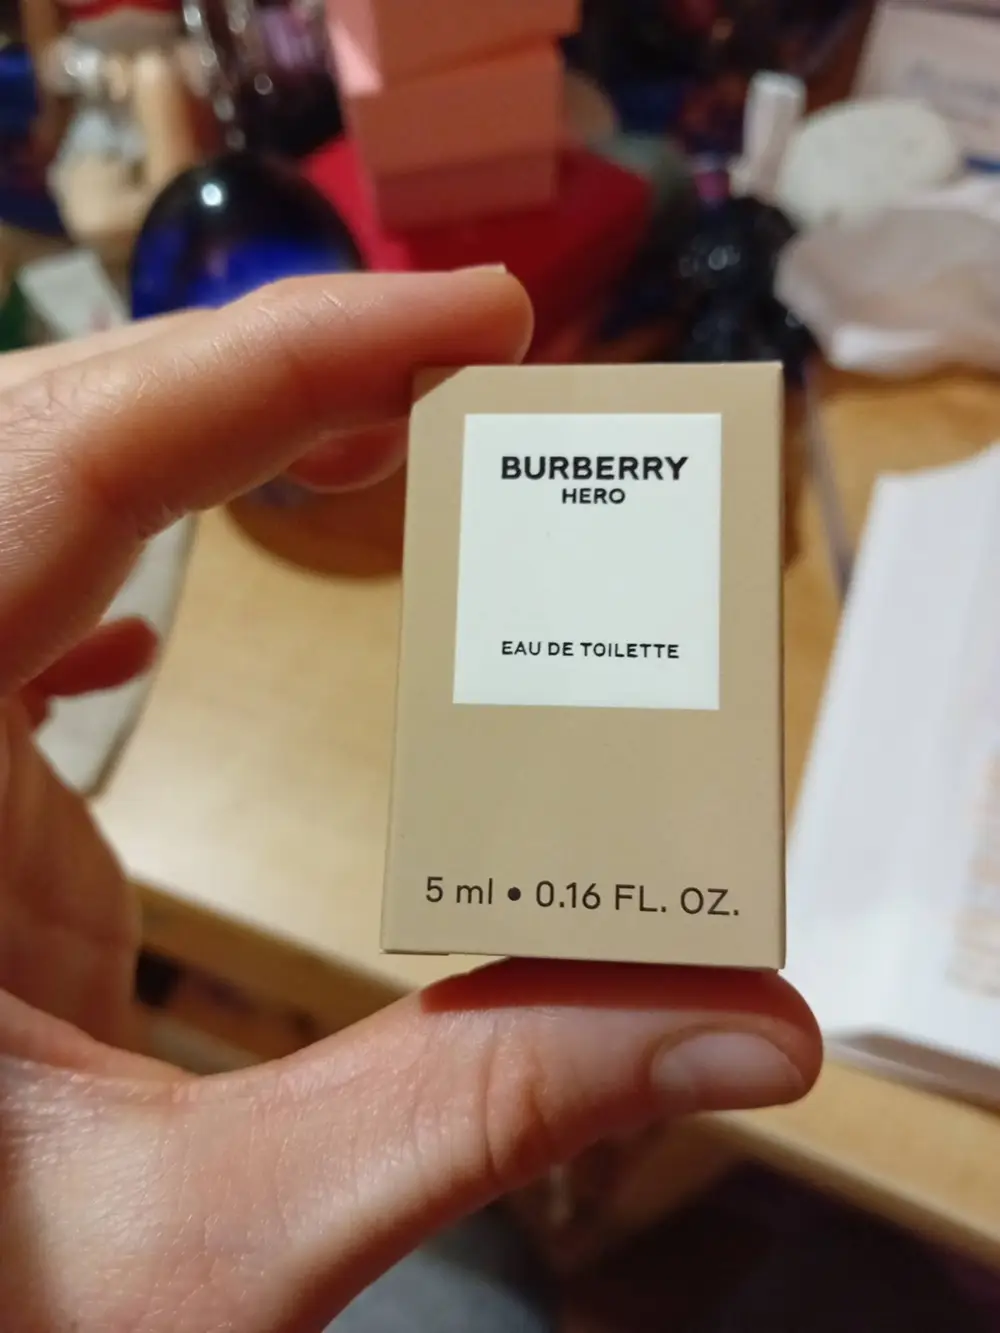 BURBERRY
HERO
EAU DE TOILETTE
5 ml • 0.16 FL. OZ.